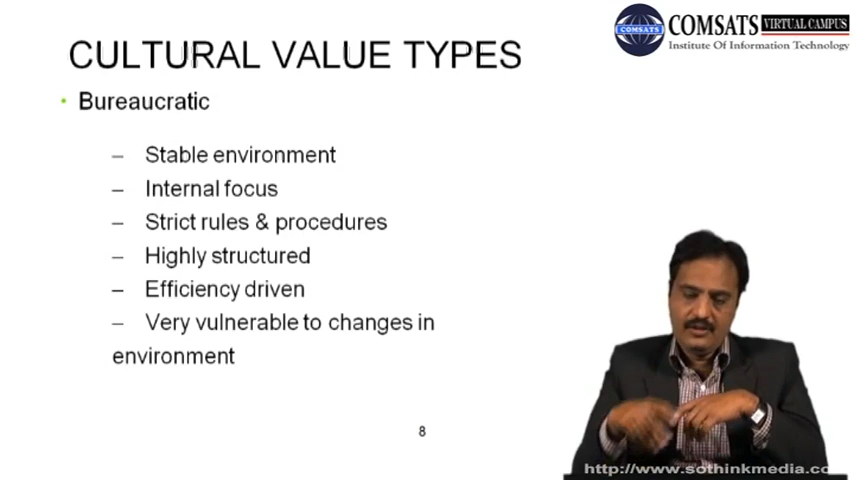 COMSATS VIRTUAL CAMPUS
COMSATS
Institute Of Information Technology
CULTURAL VALUE TYPES
• Bureaucratic
– Stable environment
– Internal focus
– Strict rules & procedures
– Highly structured
– Efficiency driven
– Very vulnerable to changes in
environment
8
http://www.sothinkmedia.co